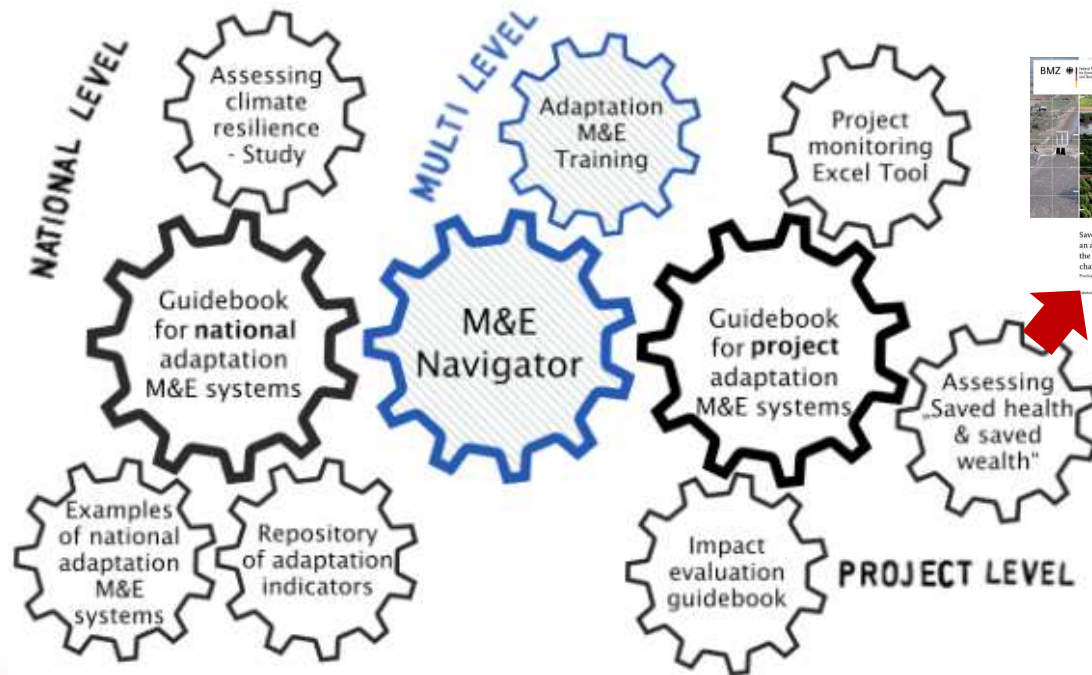 NATIONAL LEVEL
Assessing
climate
resilience
- Study
Guidebook
for national
adaptation
M&E systems
Examples
of national
adaptation
M&E
systems
Repository
of adaptation
indicators
MULTI LEVEL
Adaptation
M&E
Training
M&E
Navigator
Project
monitoring
Excel Tool
Guidebook
for project
adaptation
M&E systems
Assessing
„Saved health
& saved
wealth"
Impact
evaluation
guidebook
PROJECT LEVEL
BMZ